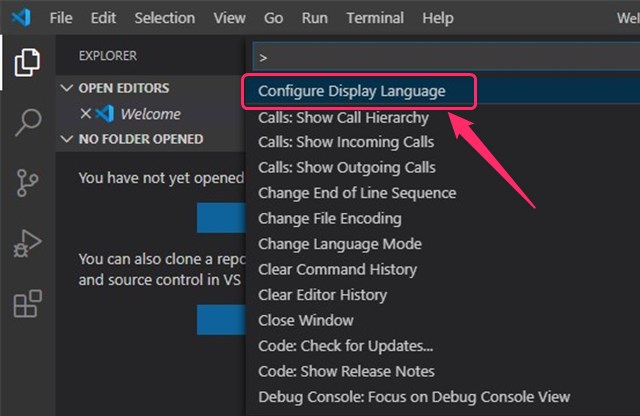 File Edit Selection View Go Run Terminal Help
EXPLORER
OPEN EDITORS
Welcome
NO FOLDER OPENED
You have not yet opened
You can also clone a
and source control in VS
>
Configure Display Language
Calls: Show Call Hierarchy
Calls: Show Incoming Calls
Calls: Show Outgoing Calls
Change End of Line Sequence
Change File Encoding
Change Language Mode
Clear Command History
Clear Editor History
Close Window
Code: Check for Updates...
Code: Show Release Notes
Debug Console: Focus on Debug Console View